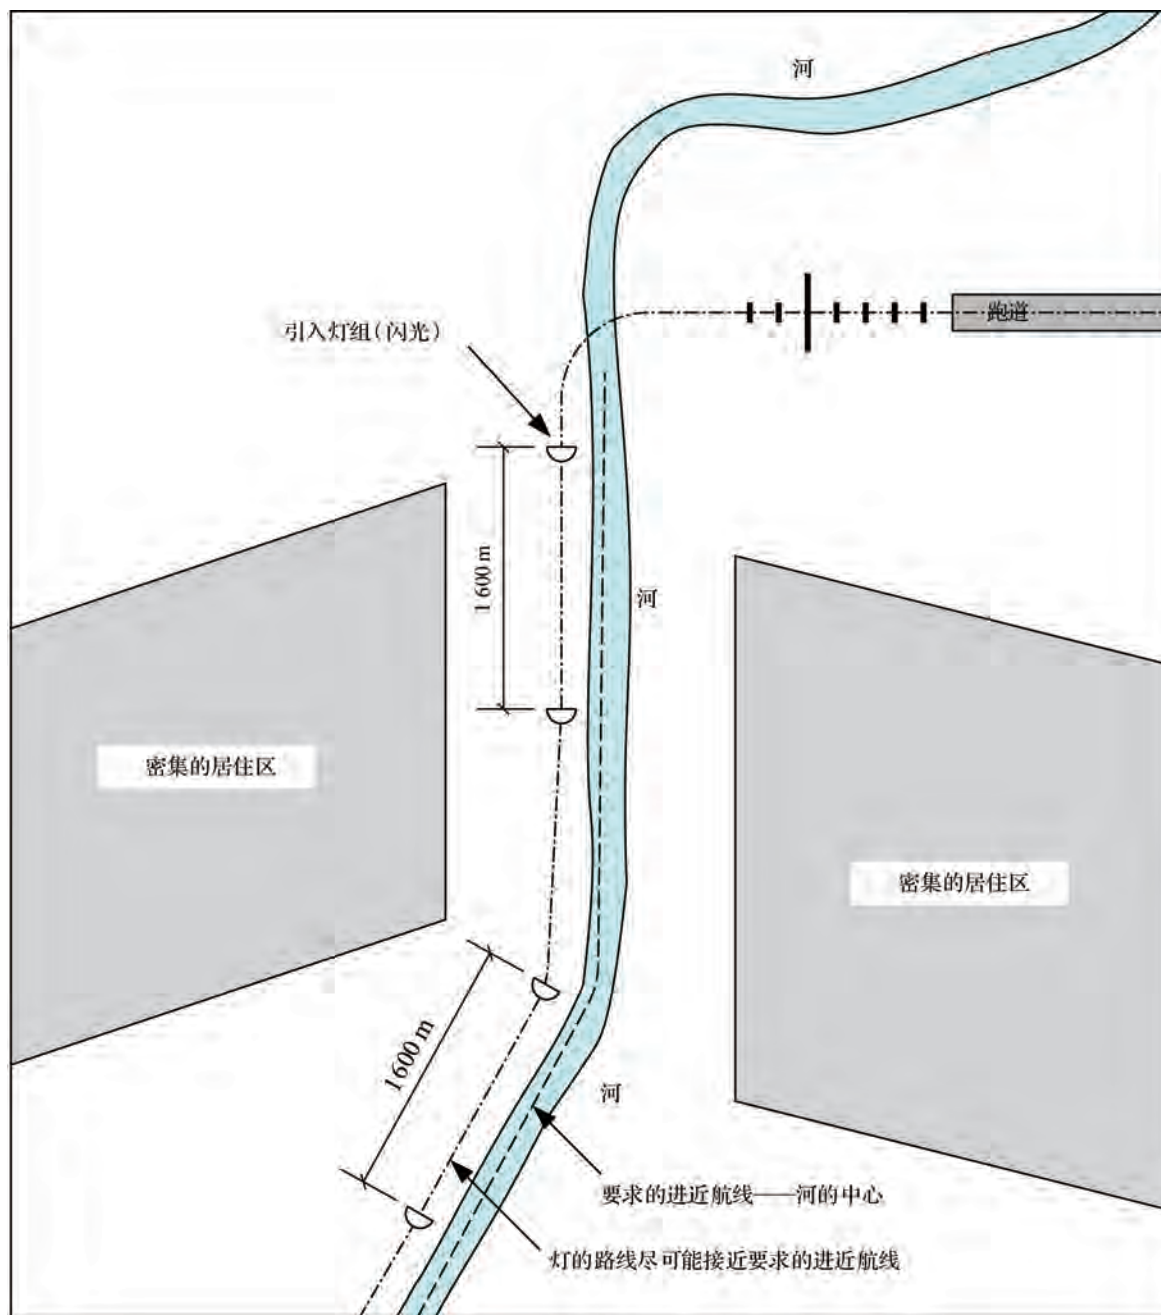 河
跑道
引入灯组(闪光)
1 600 m
河
密集的居住区
密集的居住区
1 600 m
河
要求的进近航线——河的中心
灯的路线尽可能接近要求的进近航线